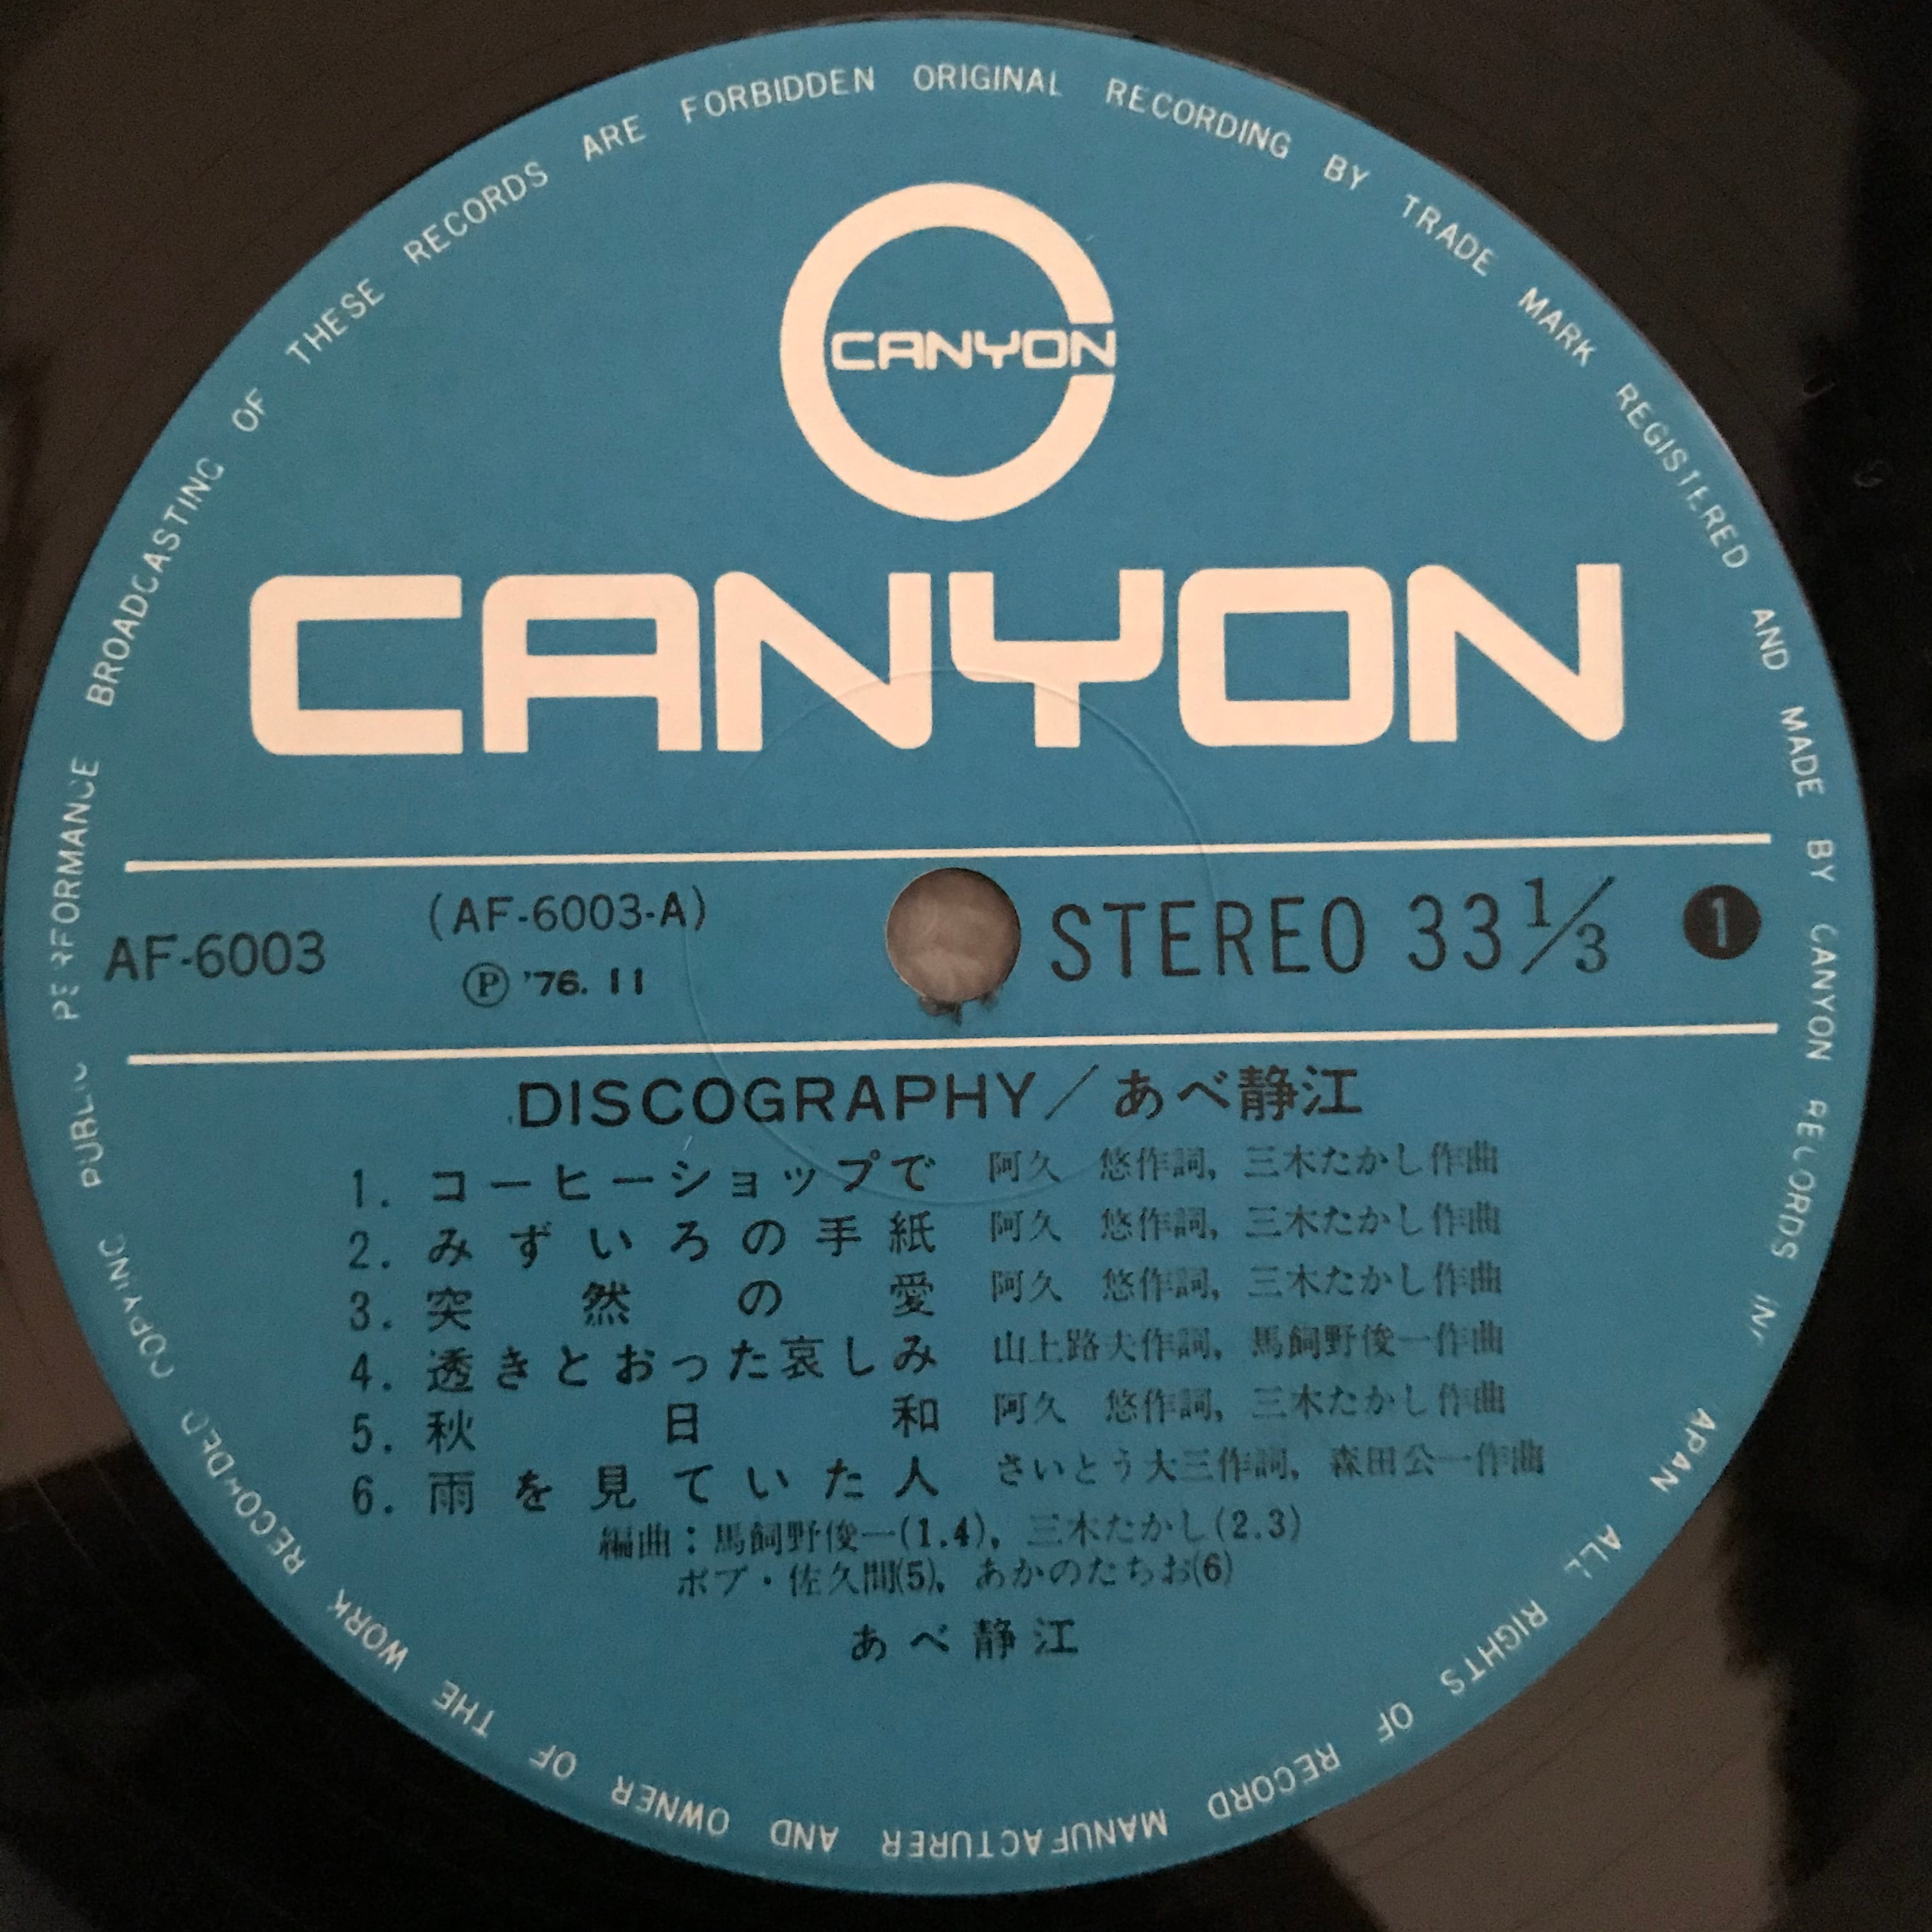 ORIGINAL RECORDING BY TRADE MARK REGISTERED AND MADE BY CANYON RECORDS IN JAPAN ALL RIGHTS OF RECORD MANUFACTURER AND OWNER OF THE WORK RECORDED COPYING PUBLIC PERFORMANCE BROADCASTING OF THESE RECORDS ARE FORBIDDEN
CANYON
CANYON
AF-6003
(AF-6003-A)
Ⓟ '76. 11
STEREO 33 1/3
1
DISCOGRAPHY/あべ静江
1. コーヒーショップで 阿久 悠作詞, 三木たかし作曲
2. みずいろの手紙 阿久 悠作詞, 三木たかし作曲
3. 突然の愛 阿久 悠作詞, 三木たかし作曲
4. 透きとおった哀しみ 山上路夫作詞, 馬飼野俊一作曲
5. 秋日和 阿久 悠作詞, 三木たかし作曲
6. 雨を見ていた人 さいとう大三作詞, 森田公一作曲
編曲:馬飼野俊一(1.4), 三木たかし(2.3)
ボブ・佐久間(5), あかのたちお(6)
あべ静江